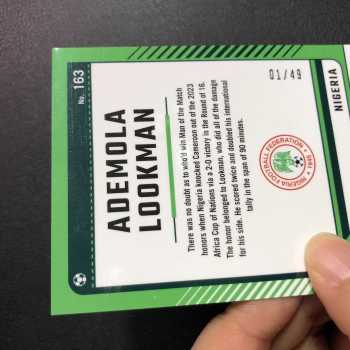 No. 163
ADEMOLA
LOOKMAN
There was no doubt as to who'd win Man of the Match
honors when Nigeria knocked Cameroon out of the 2023
Africa Cup of Nations via a 2-0 victory in the Round of 16.
The honor belonged to Lookman, who did all of the damage
for his side. He scored twice and doubled his international
tally in the span of 90 minutes.
NIGERIA FOOTBALL FEDERATION
1945
01/49
NIGERIA